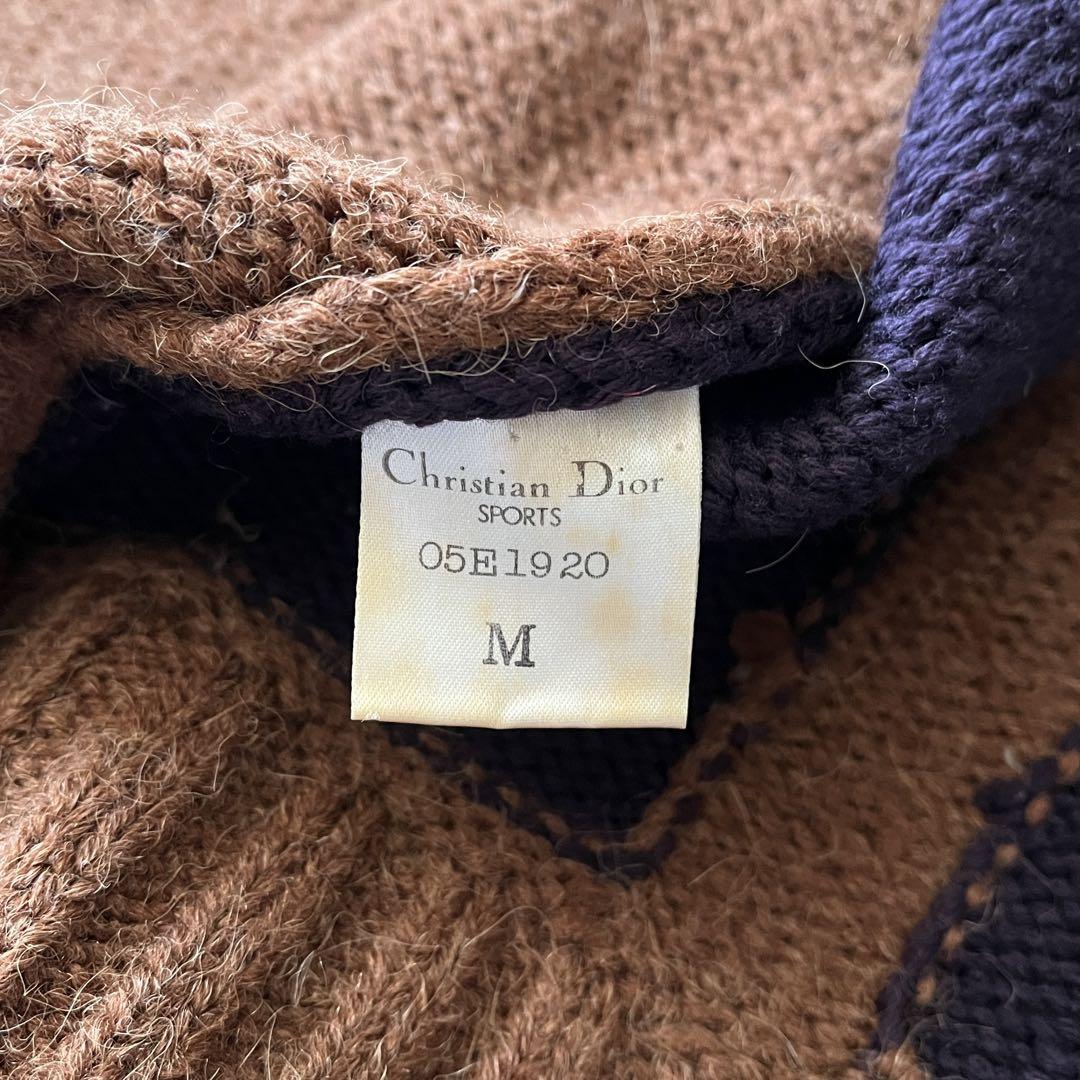 Christian Dior
SPORTS
05E1920
M